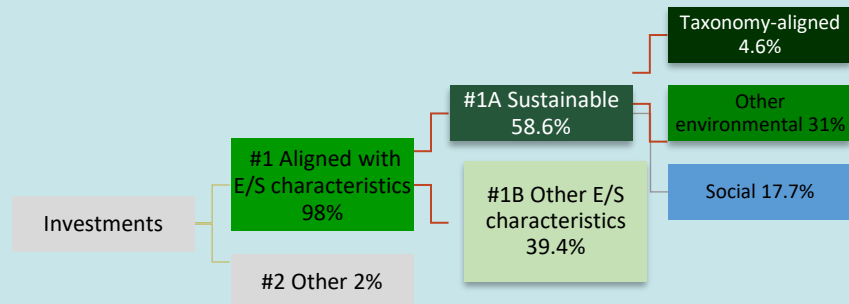 Taxonomy-aligned
4.6%
#1A Sustainable
58.6%
Other
environmental 31%
#1 Aligned with
E/S characteristics
98%
#1B Other E/S
characteristics
39.4%
Social 17.7%
Investments
#2 Other 2%